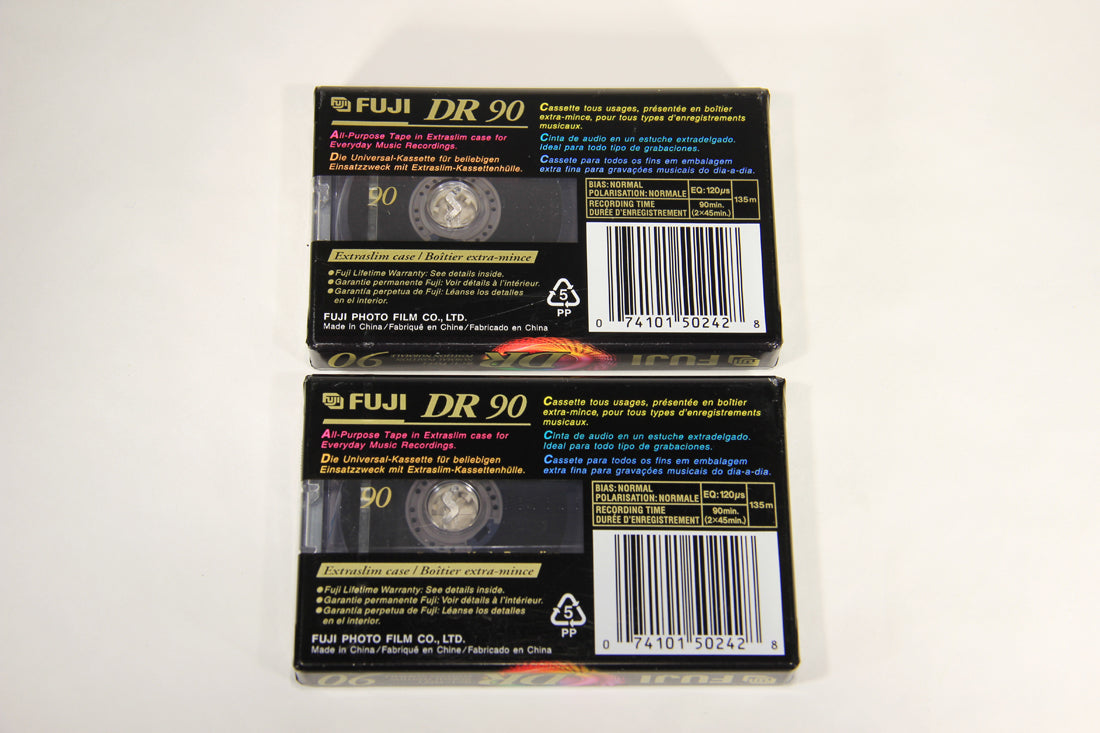 FUJI FUJI DR 90
All-Purpose Tape in Extraslim case for
Everyday Music Recordings.
Die Universal-Kassette für beliebigen
Einsatzzweck mit Extraslim-Kassettenhülle.
Cassette tous usages, présentée en boîtier
extra-mince, pour tous types d'enregistrements
musicaux.
Cinta de audio en un estuche extradelgado.
Ideal para todo tipo de grabaciones.
Cassete para todos os fins em embalagem
extra fina para gravações musicais do dia-a-dia.
90
BIAS: NORMAL
POLARISATION: NORMALE
EQ: 120µs
RECORDING TIME
DURÉE D'ENREGISTREMENT
90min.
(2×45min.)
135m
Extraslim case / Boîtier extra-mince
●Fuji Lifetime Warranty: See details inside.
●Garantie permanente Fuji: Voir détails à l'intérieur.
●Garantía perpetua de Fuji: Léanse los detalles
en el interior.
5
PP
FUJI PHOTO FILM CO., LTD.
Made in China/Fabriqué en Chine/Fabricado en China
0 74101 50242 8
FUJI DR 90
FUJI FUJI DR 90
All-Purpose Tape in Extraslim case for
Everyday Music Recordings.
Die Universal-Kassette für beliebigen
Einsatzzweck mit Extraslim-Kassettenhülle.
Cassette tous usages, présentée en boîtier
extra-mince, pour tous types d'enregistrements
musicaux.
Cinta de audio en un estuche extradelgado.
Ideal para todo tipo de grabaciones.
Cassete para todos os fins em embalagem
extra fina para gravações musicais do dia-a-dia.
90
BIAS: NORMAL
POLARISATION: NORMALE
EQ: 120µs
RECORDING TIME
DURÉE D'ENREGISTREMENT
90min.
(2×45min.)
135m
Extraslim case / Boîtier extra-mince
●Fuji Lifetime Warranty: See details inside.
●Garantie permanente Fuji: Voir détails à l'intérieur.
●Garantía perpetua de Fuji: Léanse los detalles
en el interior.
5
PP
FUJI PHOTO FILM CO., LTD.
Made in China/Fabriqué en Chine/Fabricado en China
0 74101 50242 8
FUJI DR 90